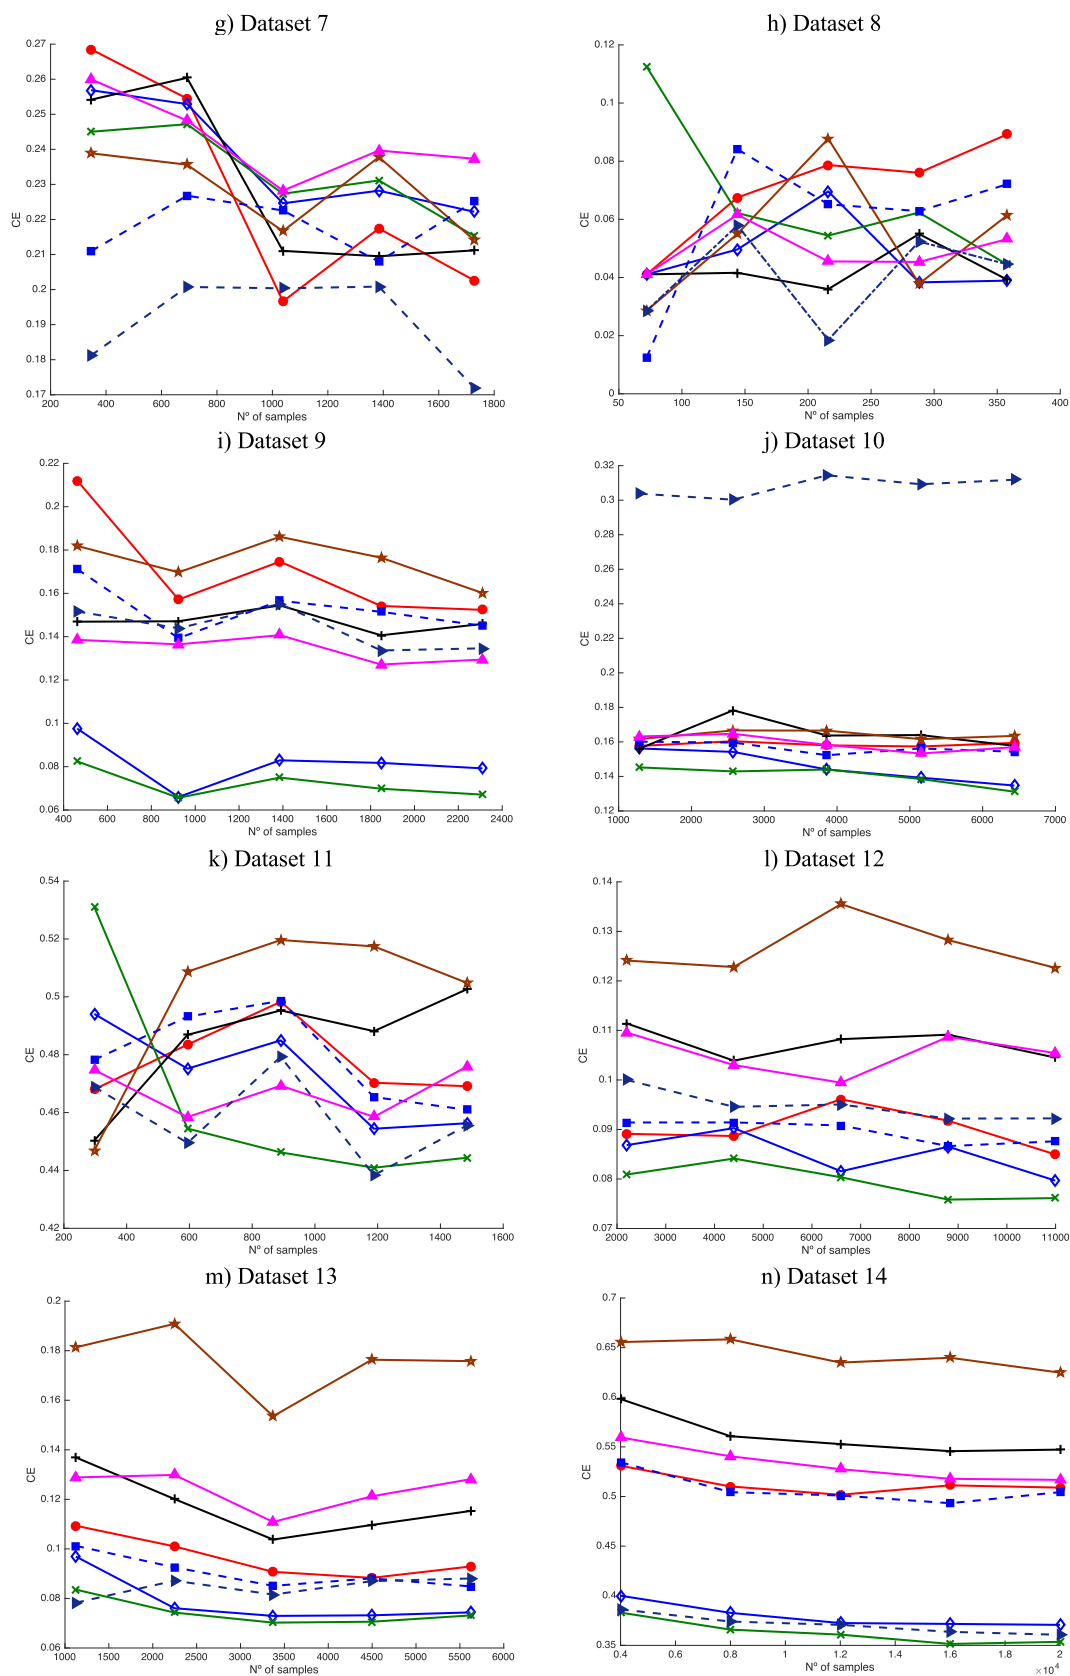 g) Dataset 7
0.27
0.26
0.25
0.24
0.23
0.22
0.21
0.2
0.19
0.18
0.17
CE
200 400 600 800 1000 1200 1400 1600 1800
Nº of samples
h) Dataset 8
0.12
0.1
0.08
0.06
0.04
0.02
0
CE
50 100 150 200 250 300 350 400
Nº of samples
i) Dataset 9
0.22
0.2
0.18
0.16
0.14
0.12
0.1
0.08
0.06
CE
400 600 800 1000 1200 1400 1600 1800 2000 2200 2400
Nº of samples
j) Dataset 10
0.32
0.3
0.28
0.26
0.24
0.22
0.2
0.18
0.16
0.14
0.12
CE
1000 2000 3000 4000 5000 6000 7000
Nº of samples
k) Dataset 11
0.54
0.52
0.5
0.48
0.46
0.44
0.42
CE
200 400 600 800 1000 1200 1400 1600
Nº of samples
l) Dataset 12
0.14
0.13
0.12
0.11
0.1
0.09
0.08
0.07
CE
2000 3000 4000 5000 6000 7000 8000 9000 10000 11000
Nº of samples
m) Dataset 13
0.2
0.18
0.16
0.14
0.12
0.1
0.08
0.06
CE
1000 1500 2000 2500 3000 3500 4000 4500 5000 5500 6000
Nº of samples
n) Dataset 14
0.7
0.65
0.6
0.55
0.5
0.45
0.4
0.35
CE
0.4 0.6 0.8 1 1.2 1.4 1.6 1.8 2
Nº of samples
×10⁴